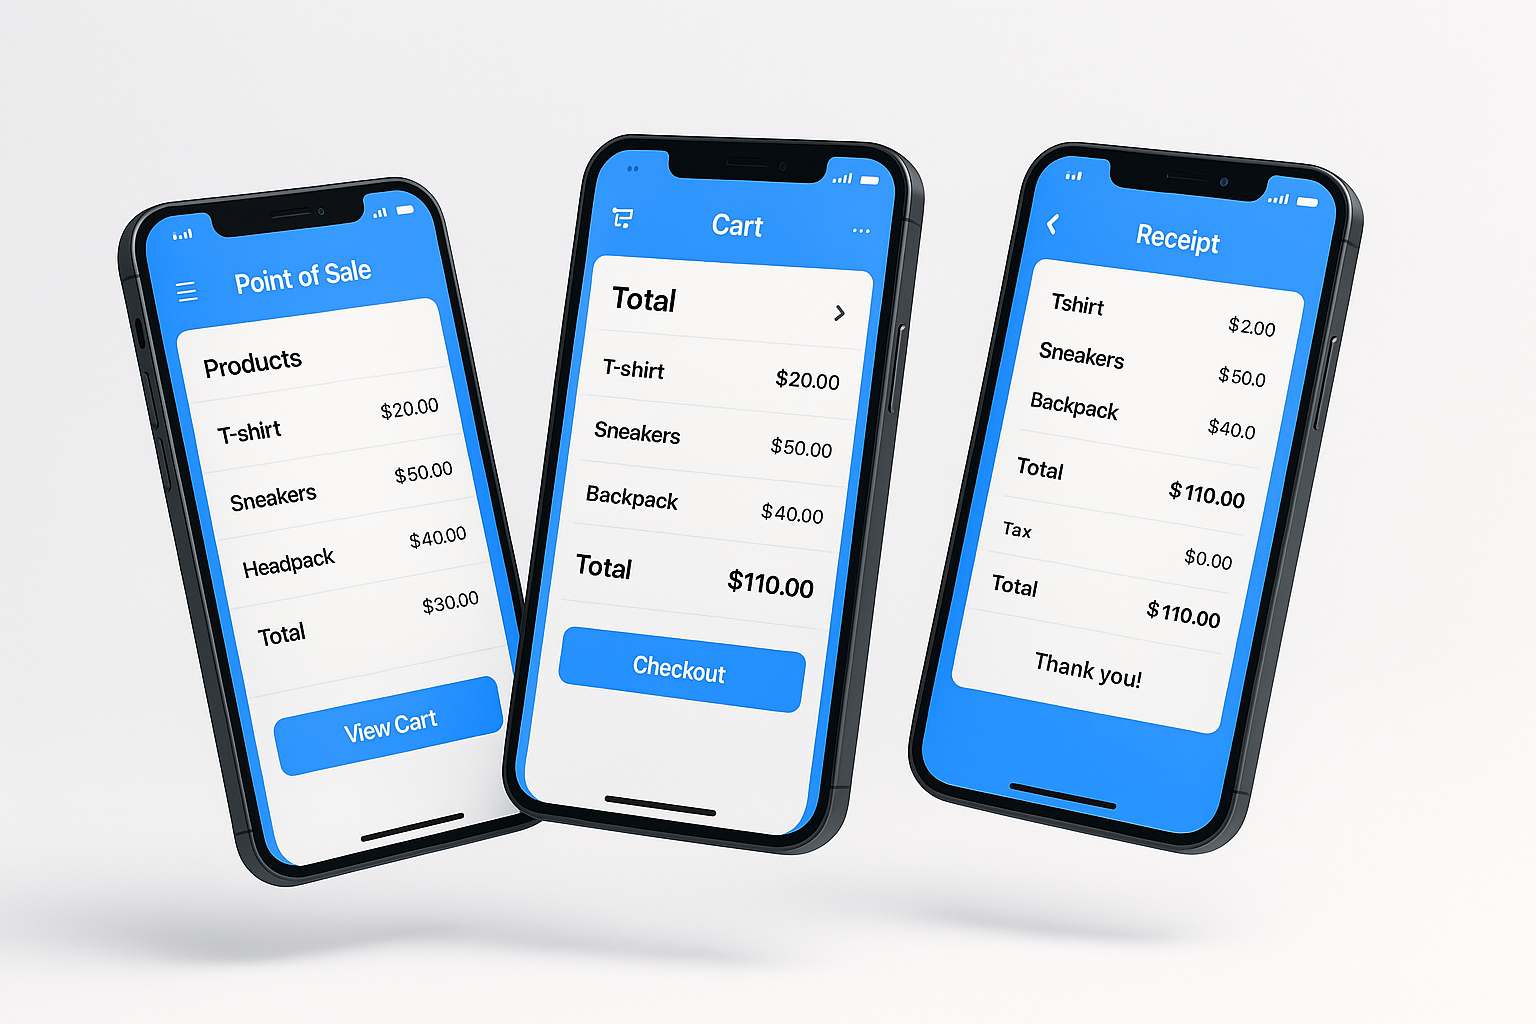 Point of Sale
Products
T-shirt $20.00
Sneakers $50.00
Headpack $40.00
Total $30.00
View Cart
Cart
Total
T-shirt $20.00
Sneakers $50.00
Backpack $40.00
Total $110.00
Checkout
Receipt
Tshirt $2.00
Sneakers $50.0
Backpack $40.0
Total $110.00
Tax $0.00
Total $110.00
Thank you!